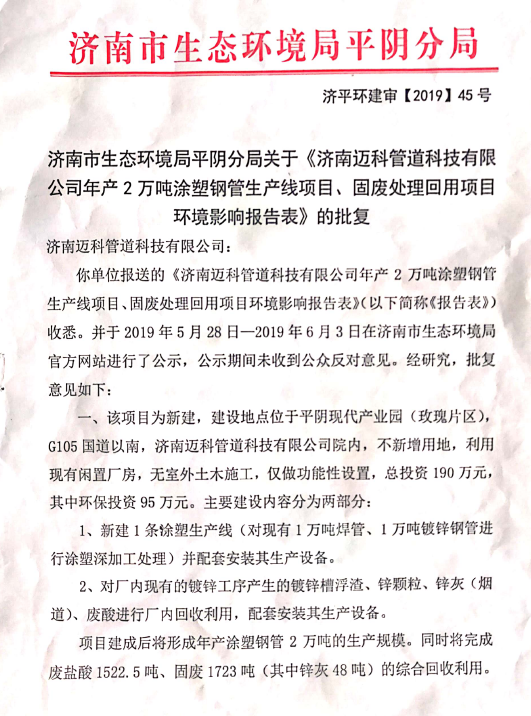 济南市生态环境局平阴分局
济平环建审【2019】45号
济南市生态环境局平阴分局关于《济南迈科管道科技有限
公司年产2万吨涂塑钢管生产线项目、固废处理回用项目
环境影响报告表》的批复
济南迈科管道科技有限公司：
你单位报送的《济南迈科管道科技有限公司年产2万吨涂塑钢管
生产线项目、固废处理回用项目环境影响报告表》（以下简称《报告表》）
收悉。并于2019年5月28日—2019年6月3日在济南市生态环境局
官方网站进行了公示，公示期间未收到公众反对意见。经研究，批复
意见如下：
一、该项目为新建，建设地点位于平阴现代产业园（玫瑰片区），
G105国道以南，济南迈科管道科技有限公司院内，不新增用地，利用
现有闲置厂房，无室外土木施工，仅做功能性设置，总投资190万元，
其中环保投资95万元。主要建设内容分为两部分：
1、新建1条涂塑生产线（对现有1万吨焊管、1万吨镀锌钢管进
行涂塑深加工处理）并配套安装其生产设备。
2、对厂内现有的镀锌工序产生的镀锌槽浮渣、锌颗粒、锌灰（烟
道）、废酸进行厂内回收利用，配套安装其生产设备。
项目建成后将形成年产涂塑钢管2万吨的生产规模。同时将完成
废盐酸1522.5吨、固废1723吨（其中锌灰48吨）的综合回收利用。